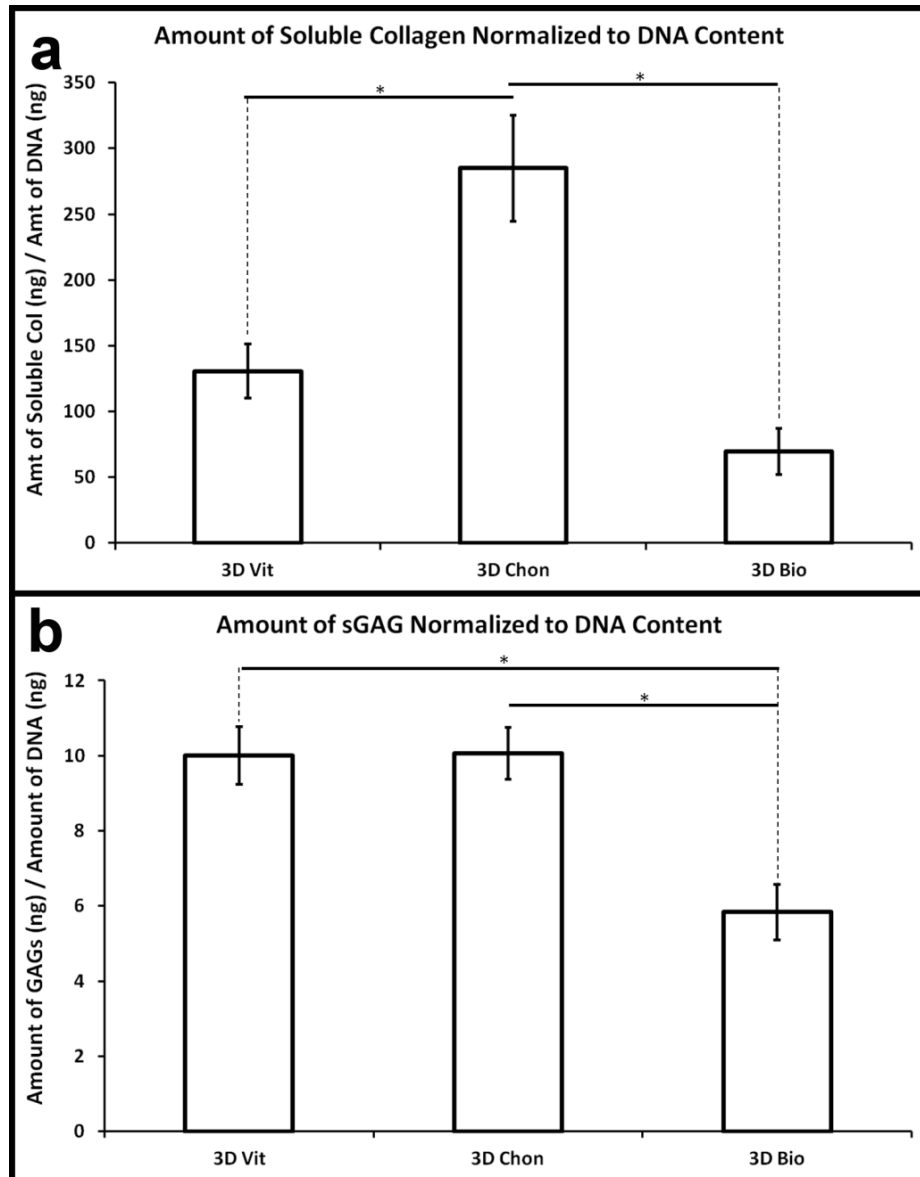 a
Amount of Soluble Collagen Normalized to DNA Content
Amt of Soluble Col (ng) / Amt of DNA (ng)
350
300
250
200
150
100
50
0
*
*
3D Vit
3D Chon
3D Bio
b
Amount of sGAG Normalized to DNA Content
Amount of GAGs (ng) / Amount of DNA (ng)
12
10
8
6
4
2
0
*
*
3D Vit
3D Chon
3D Bio